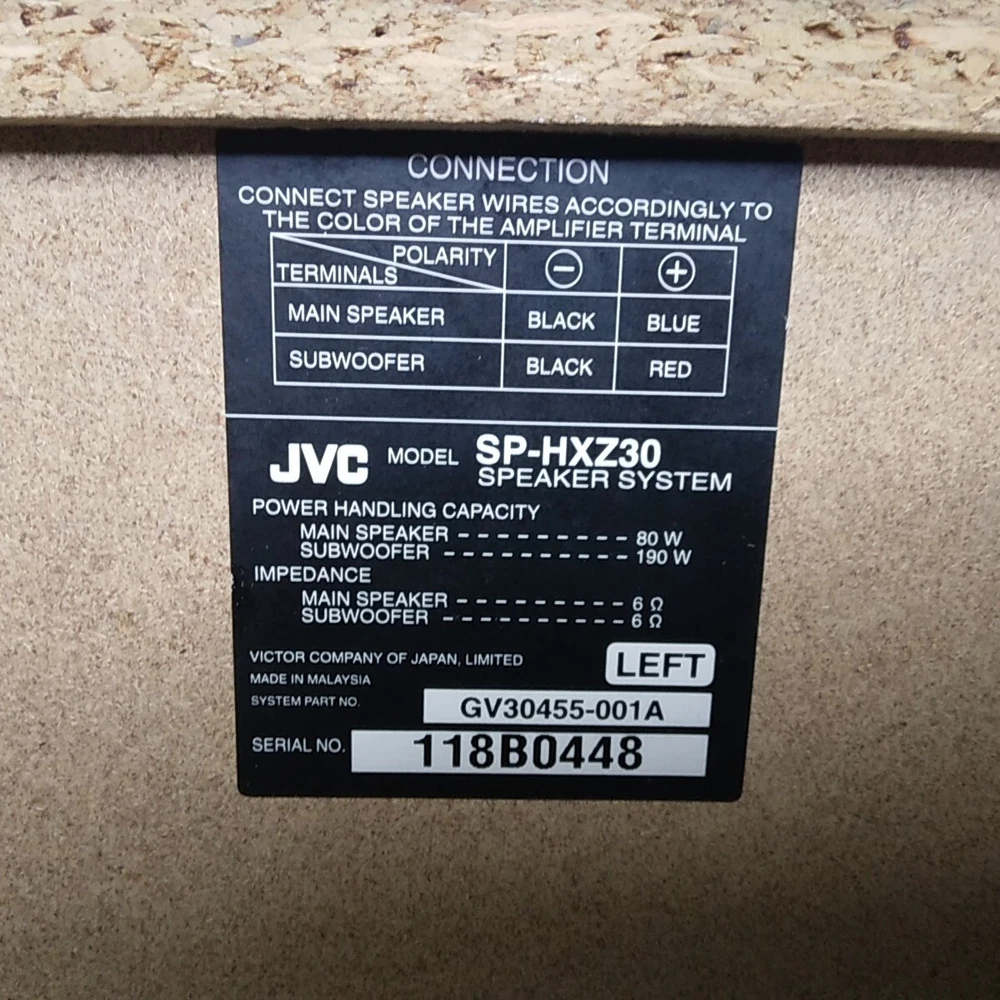 CONNECTION
CONNECT SPEAKER WIRES ACCORDINGLY TO
THE COLOR OF THE AMPLIFIER TERMINAL
POLARITY
TERMINALS
⊖ ⊕
MAIN SPEAKER BLACK BLUE
SUBWOOFER BLACK RED
JVC MODEL SP-HXZ30
SPEAKER SYSTEM
POWER HANDLING CAPACITY
MAIN SPEAKER - - - - - - - - - - 80 W
SUBWOOFER - - - - - - - - - - - 190 W
IMPEDANCE
MAIN SPEAKER - - - - - - - - - - 6 Ω
SUBWOOFER - - - - - - - - - - - 6 Ω
VICTOR COMPANY OF JAPAN, LIMITED
LEFT
MADE IN MALAYSIA
SYSTEM PART NO. GV30455-001A
SERIAL NO. 118B0448